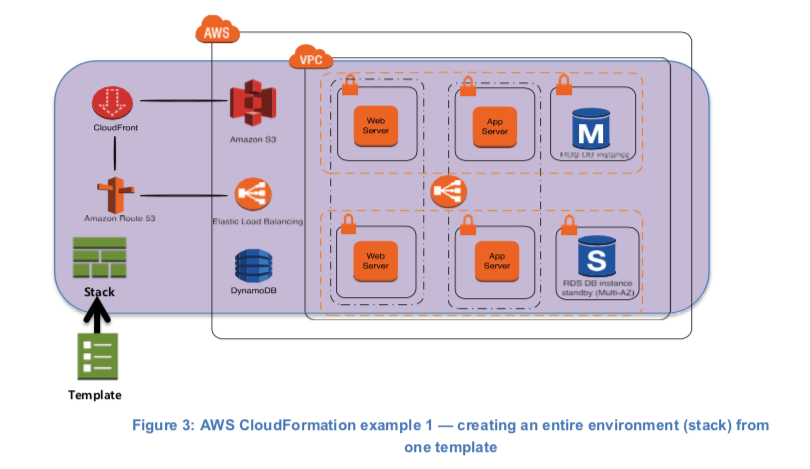 AWS
VPC
CloudFront
Amazon S3
Web
Server
App
Server
M
RDS DB instance
Amazon Route 53
Elastic Load Balancing
Stack
DynamoDB
Web
Server
App
Server
S
RDS DB instance
standby (Multi-AZ)
Template
Figure 3: AWS CloudFormation example 1 — creating an entire environment (stack) from
one template